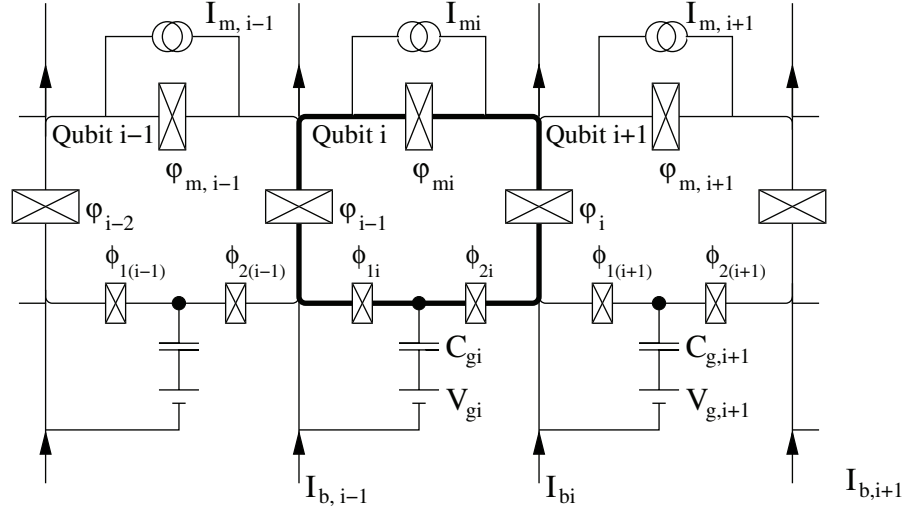 I_{m, i−1} I_{mi} I_{m, i+1}
Qubit i−1 Qubit i Qubit i+1
φ_{m, i−1} φ_{mi} φ_{m, i+1}
φ_{i−2} φ_{i−1} φ_i
ϕ_{1(i−1)} ϕ_{2(i−1)} ϕ_{1i} ϕ_{2i} ϕ_{1(i+1)} ϕ_{2(i+1)}
C_{gi} C_{g,i+1}
V_{gi} V_{g,i+1}
I_{b, i−1} I_{bi} I_{b,i+1}